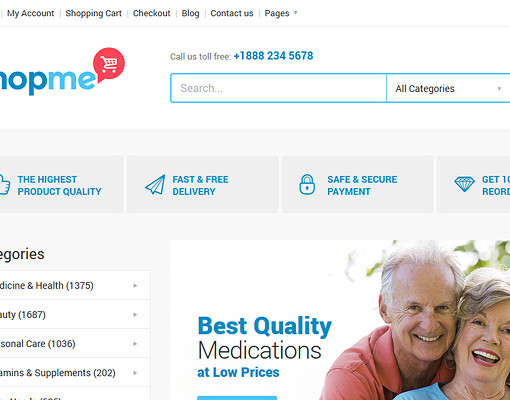 My Account | Shopping Cart | Checkout | Blog | Contact us | Pages
hopme
Call us toll free: +1888 234 5678
Search...
All Categories
THE HIGHEST
PRODUCT QUALITY
FAST & FREE
DELIVERY
SAFE & SECURE
PAYMENT
GET 10
REORD
egories
dicine & Health (1375)
auty (1687)
rsonal Care (1036)
amins & Supplements (202)
Best Quality
Medications
at Low Prices